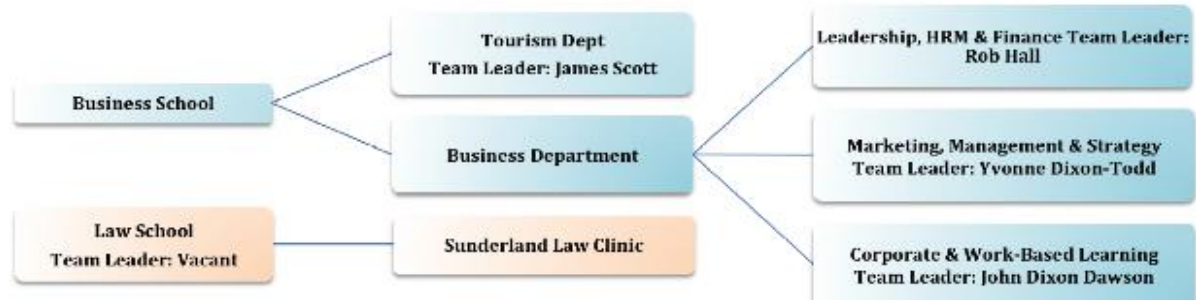 Business School
Tourism Dept
Team Leader: James Scott
Business Department
Leadership, HRM & Finance Team Leader:
Rob Hall
Marketing, Management & Strategy
Team Leader: Yvonne Dixon-Todd
Corporate & Work-Based Learning
Team Leader: John Dixon Dawson
Law School
Team Leader: Vacant
Sunderland Law Clinic